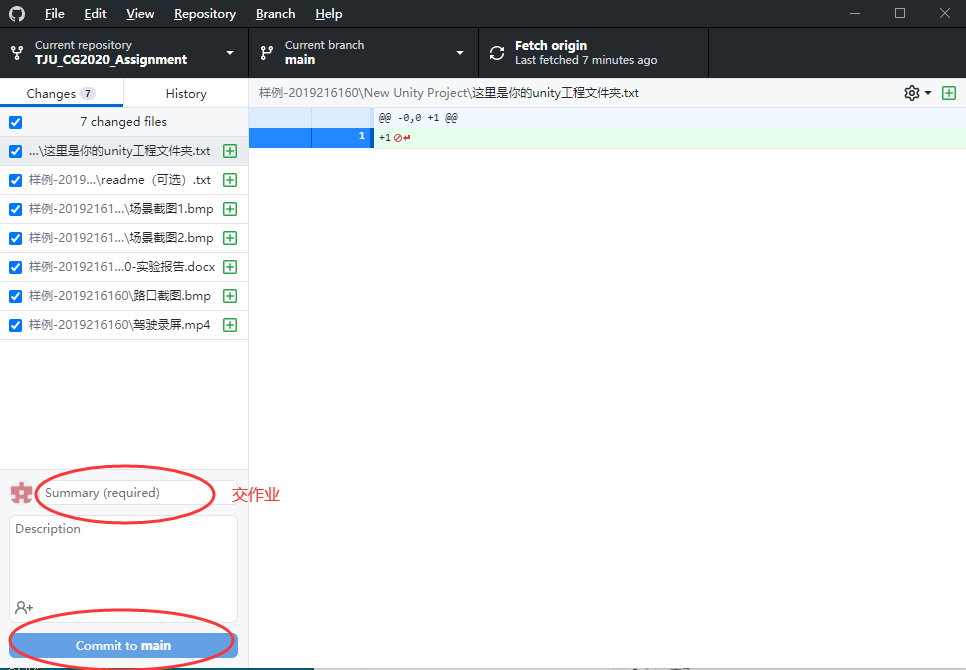 File Edit View Repository Branch Help
Current repository
TJU_CG2020_Assignment
Current branch
main
Fetch origin
Last fetched 7 minutes ago
Changes 7 History
样例-2019216160\New Unity Project\这里是你的unity工程文件夹.txt
7 changed files
@@ -0,0 +1 @@
1 +1
...\这里是你的unity工程文件夹.txt
样例-2019...\readme（可选）.txt
样例-20192161...\场景截图1.bmp
样例-20192161...\场景截图2.bmp
样例-20192161...0-实验报告.docx
样例-2019216160\路口截图.bmp
样例-2019216160\驾驶录屏.mp4
Summary (required)
交作业
Description
Commit to main